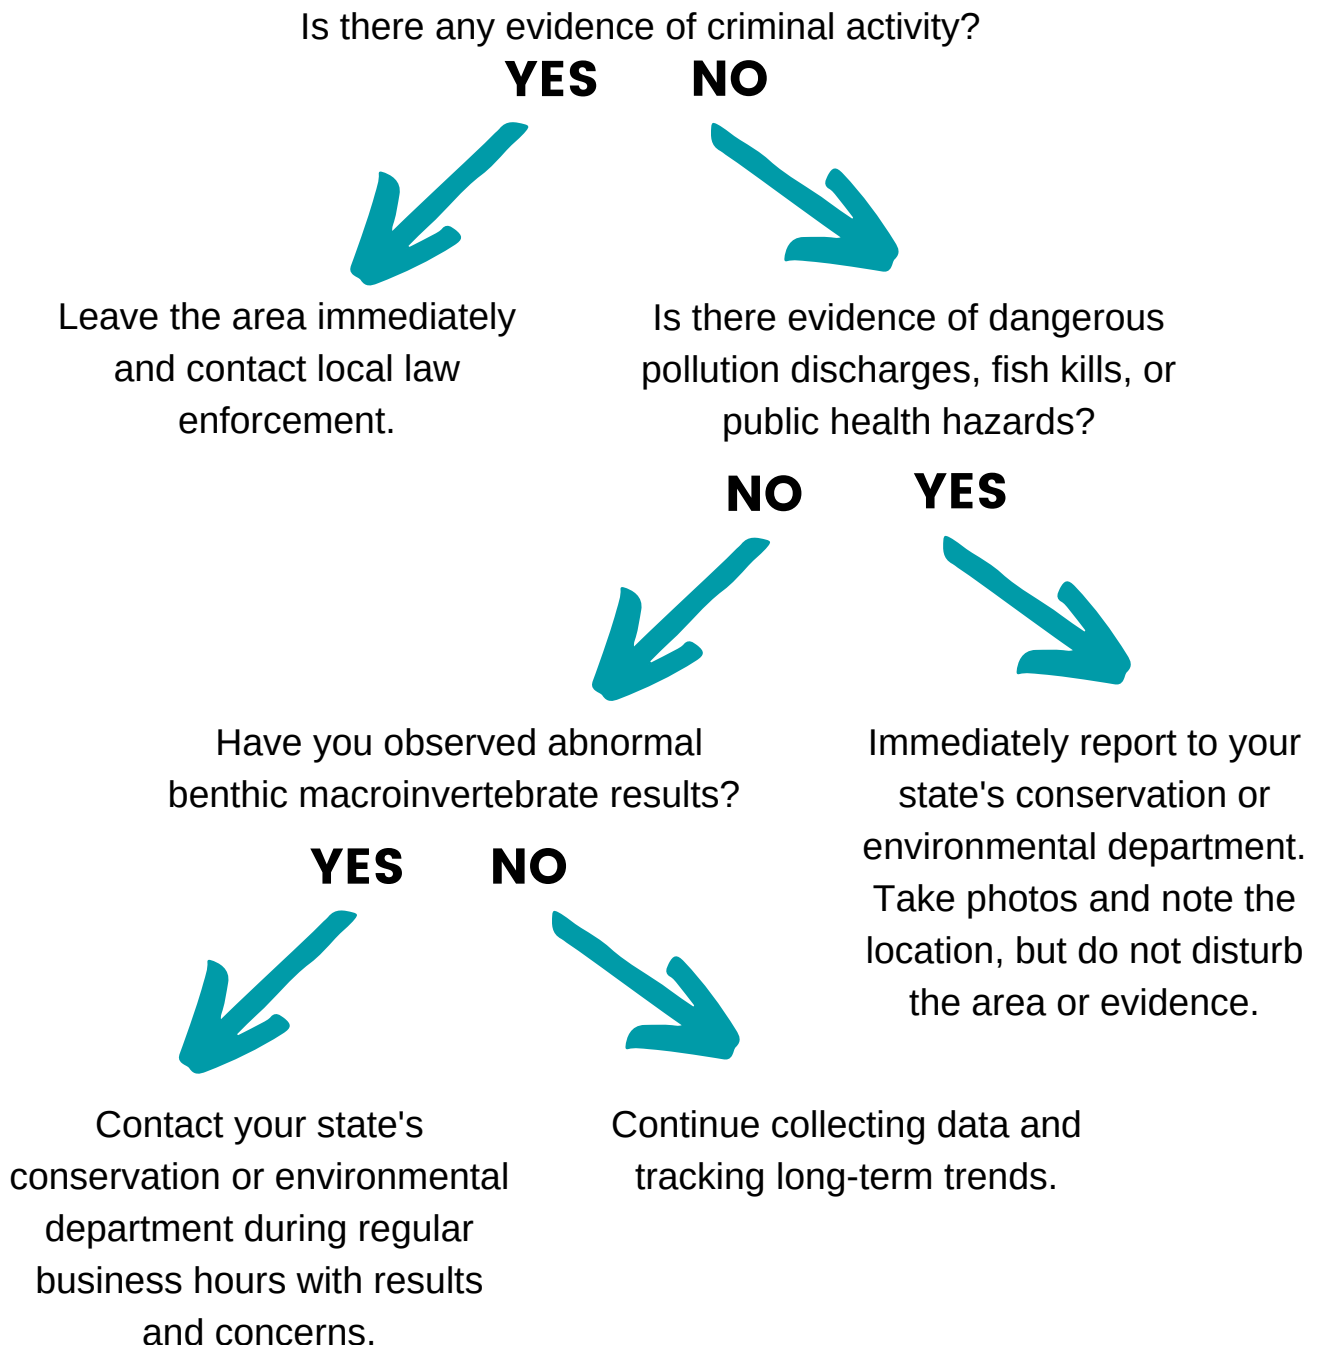 Is there any evidence of criminal activity?
YES NO
Leave the area immediately
and contact local law
enforcement.
Is there evidence of dangerous
pollution discharges, fish kills, or
public health hazards?
NO YES
Have you observed abnormal
benthic macroinvertebrate results?
YES NO
Immediately report to your
state's conservation or
environmental department.
Take photos and note the
location, but do not disturb
the area or evidence.
Contact your state's
conservation or environmental
department during regular
business hours with results
and concerns.
Continue collecting data and
tracking long-term trends.